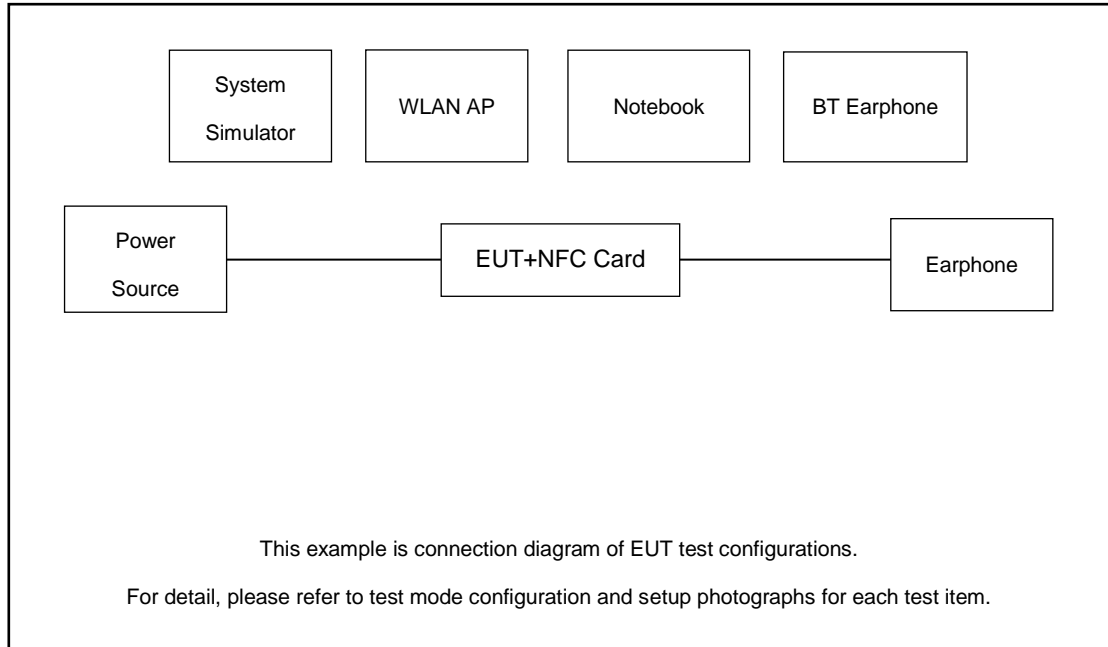 System
Simulator
WLAN AP
Notebook
BT Earphone
Power
Source
EUT+NFC Card
Earphone
This example is connection diagram of EUT test configurations.
For detail, please refer to test mode configuration and setup photographs for each test item.